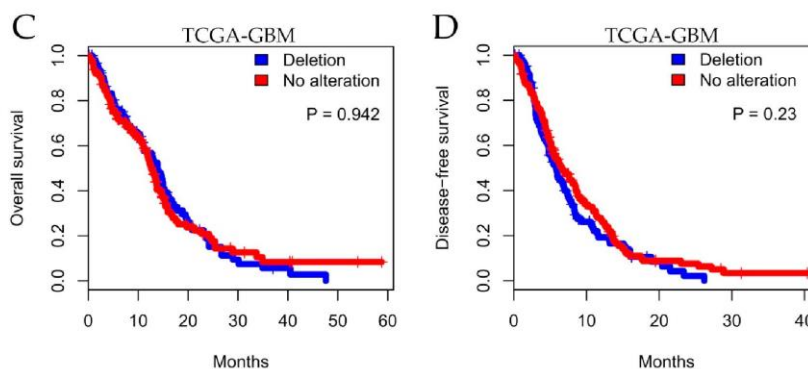 C
TCGA-GBM
Overall survival
1.0
0.8
0.6
0.4
0.2
0.0
Deletion
No alteration
P = 0.942
0 10 20 30 40 50 60
Months
D
TCGA-GBM
Disease-free survival
1.0
0.8
0.6
0.4
0.2
0.0
Deletion
No alteration
P = 0.23
0 10 20 30 40
Months